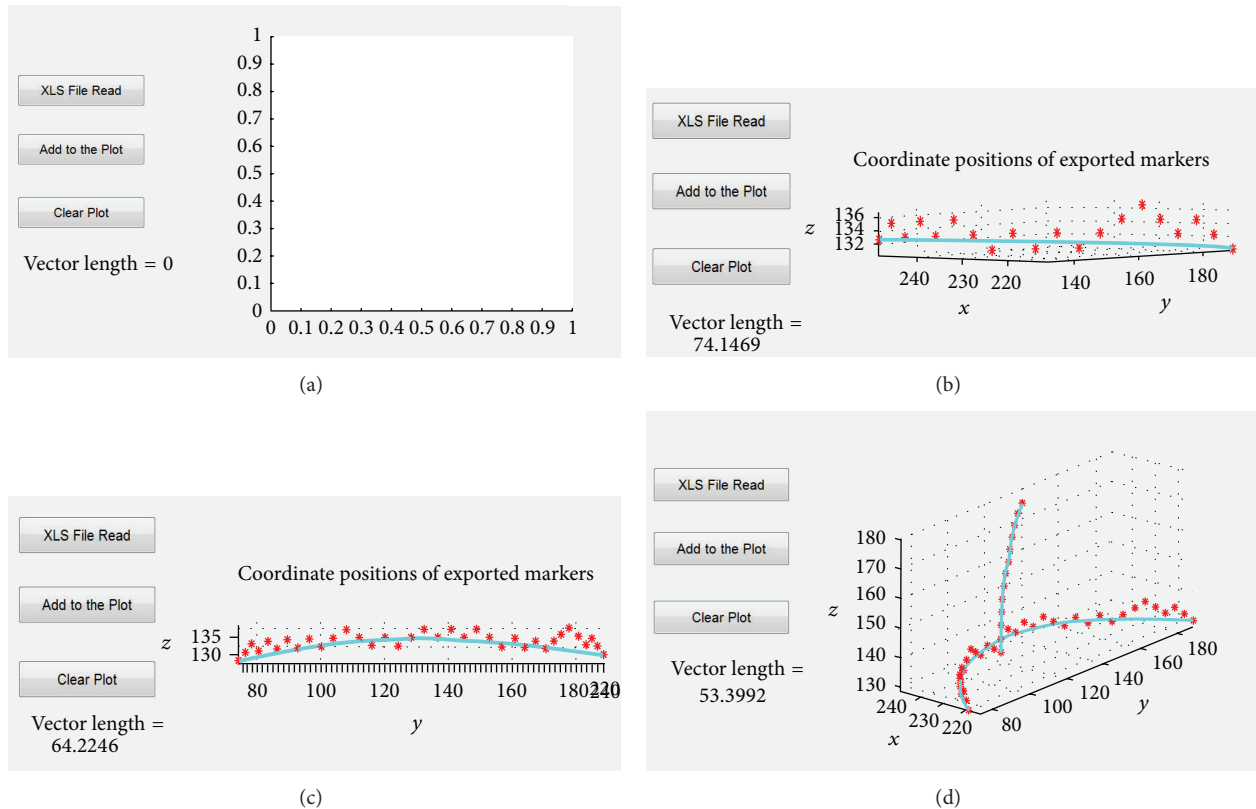 XLS File Read
Add to the Plot
Clear Plot
Vector length = 0
1
0.9
0.8
0.7
0.6
0.5
0.4
0.3
0.2
0.1
0
0 0.1 0.2 0.3 0.4 0.5 0.6 0.7 0.8 0.9 1
(a)
XLS File Read
Add to the Plot
Clear Plot
Vector length =
74.1469
Coordinate positions of exported markers
z
136
134
132
240 230 220 140 160 180
x y
(b)
XLS File Read
Add to the Plot
Clear Plot
Vector length =
64.2246
Coordinate positions of exported markers
z
135
130
80 100 120 140 160 180 220
240
y
(c)
XLS File Read
Add to the Plot
Clear Plot
Vector length =
53.3992
z
180
170
160
150
140
130
240 230 220 80 100 120 140 160 180
x y
(d)